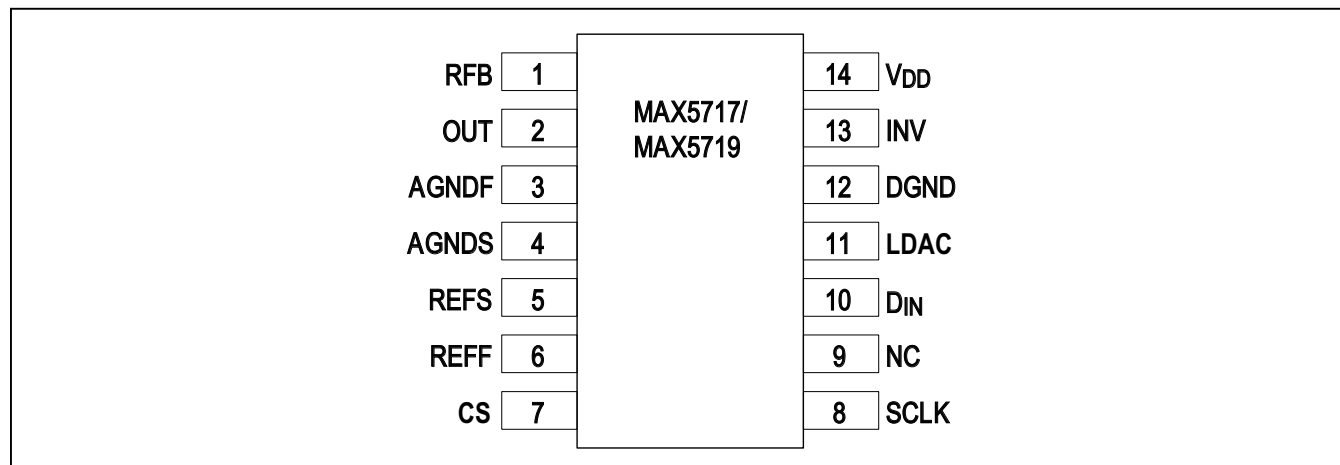 RFB 1
OUT 2
AGNDF 3
AGNDS 4
REFS 5
REFF 6
CS 7
MAX5717/
MAX5719
14 VDD
13 INV
12 DGND
11 LDAC
10 DIN
9 NC
8 SCLK